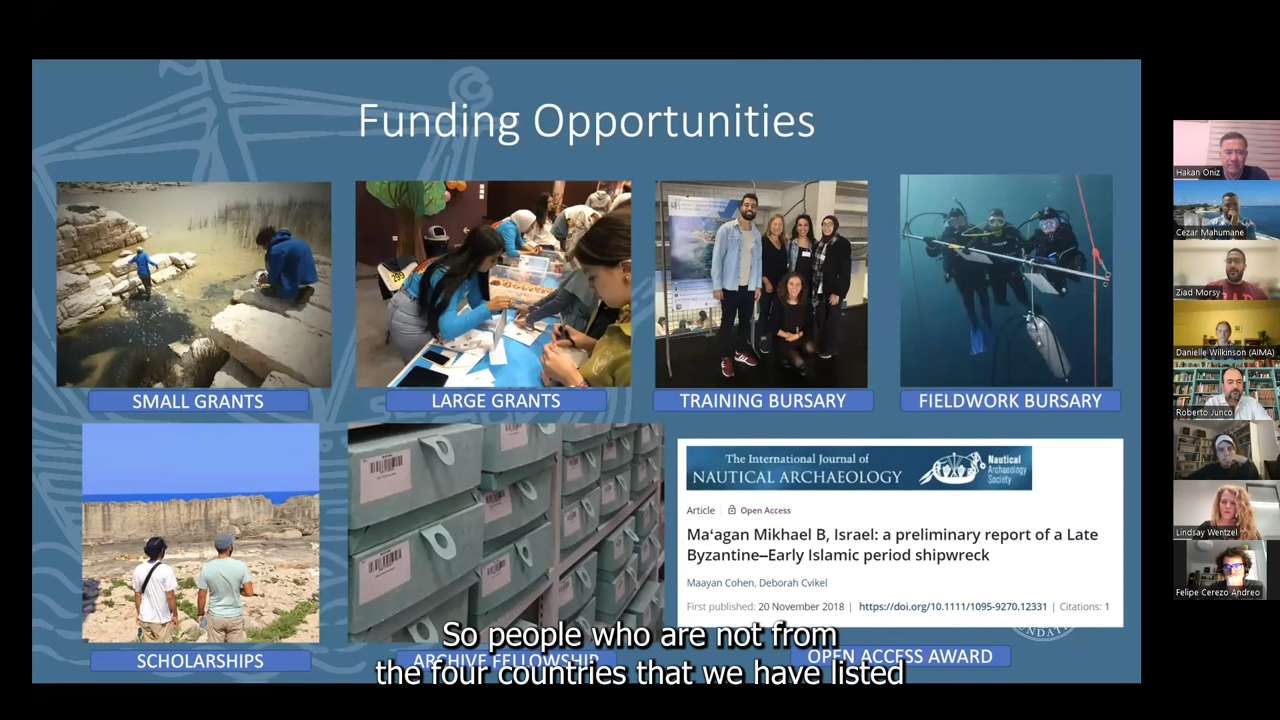 Funding Opportunities
SMALL GRANTS
LARGE GRANTS
TRAINING BURSARY
FIELDWORK BURSARY
The International Journal of
NAUTICAL ARCHAEOLOGY
Nautical
Archaeology
Society
Article Open Access
Maʻagan Mikhael B, Israel: a preliminary report of a Late
Byzantine–Early Islamic period shipwreck
Maayan Cohen, Deborah Cvikel
First published: 20 November 2018 | https://doi.org/10.1111/1095-9270.12331 | Citations: 1
SCHOLARSHIPS
ARCHIVE FELLOWSHIP
OPEN ACCESS AWARD
So people who are not from
the four countries that we have listed
Hakan Oniz
Cezar Mahumane
Ziad Morsy
Danielle Wilkinson (AIMA)
Roberto Junco
Lindsay Wentzel
Felipe Cerezo Andreo